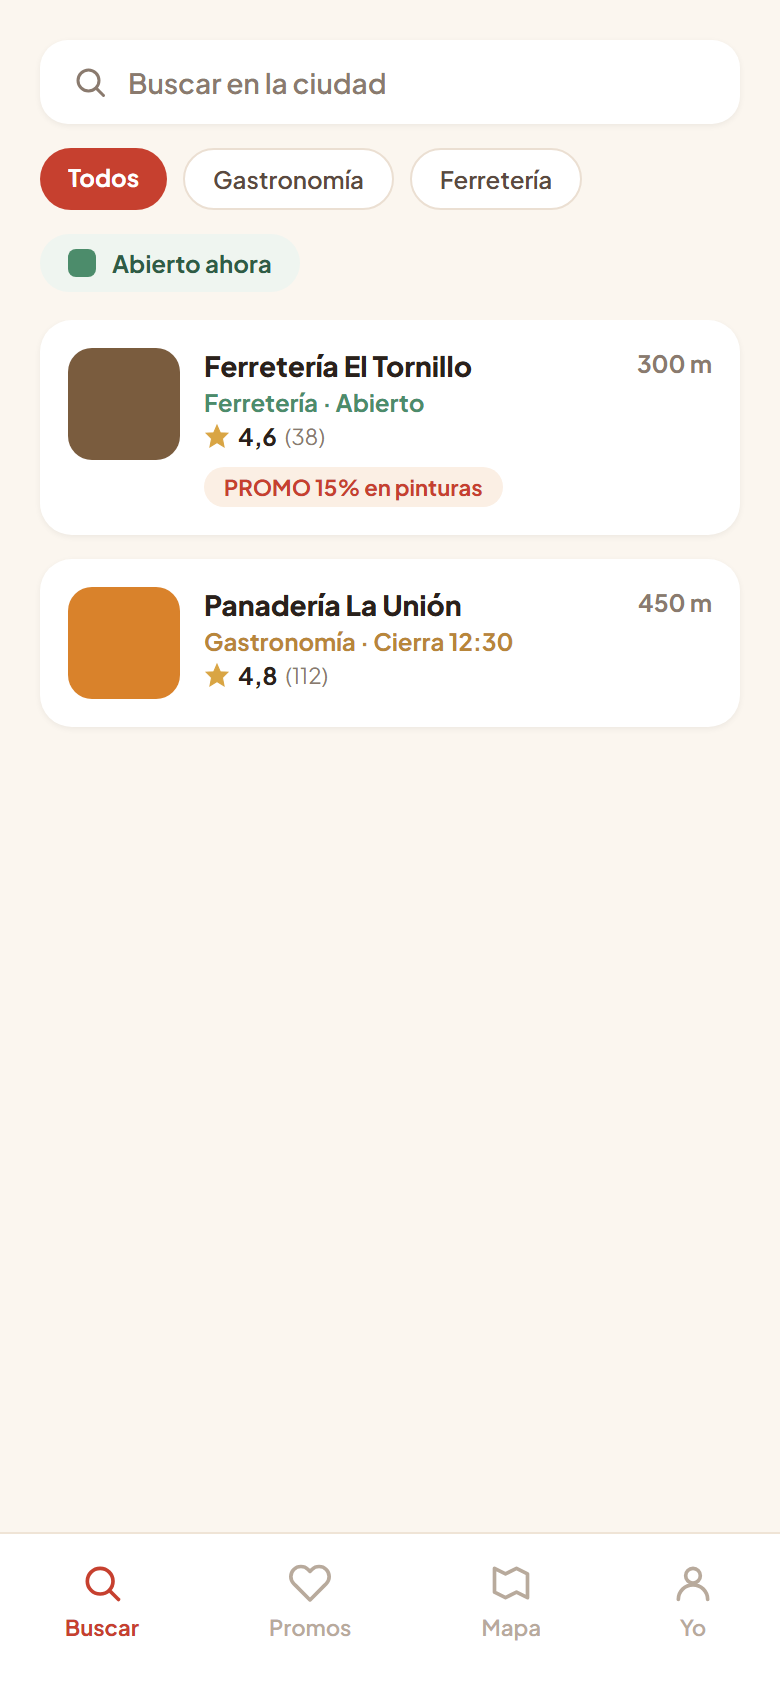 Buscar en la ciudad
Todos
Gastronomía
Ferretería
Abierto ahora
Ferretería El Tornillo
300 m
Ferretería · Abierto
4,6 (38)
PROMO 15% en pinturas
Panadería La Unión
450 m
Gastronomía · Cierra 12:30
4,8 (112)
Buscar
Promos
Mapa
Yo